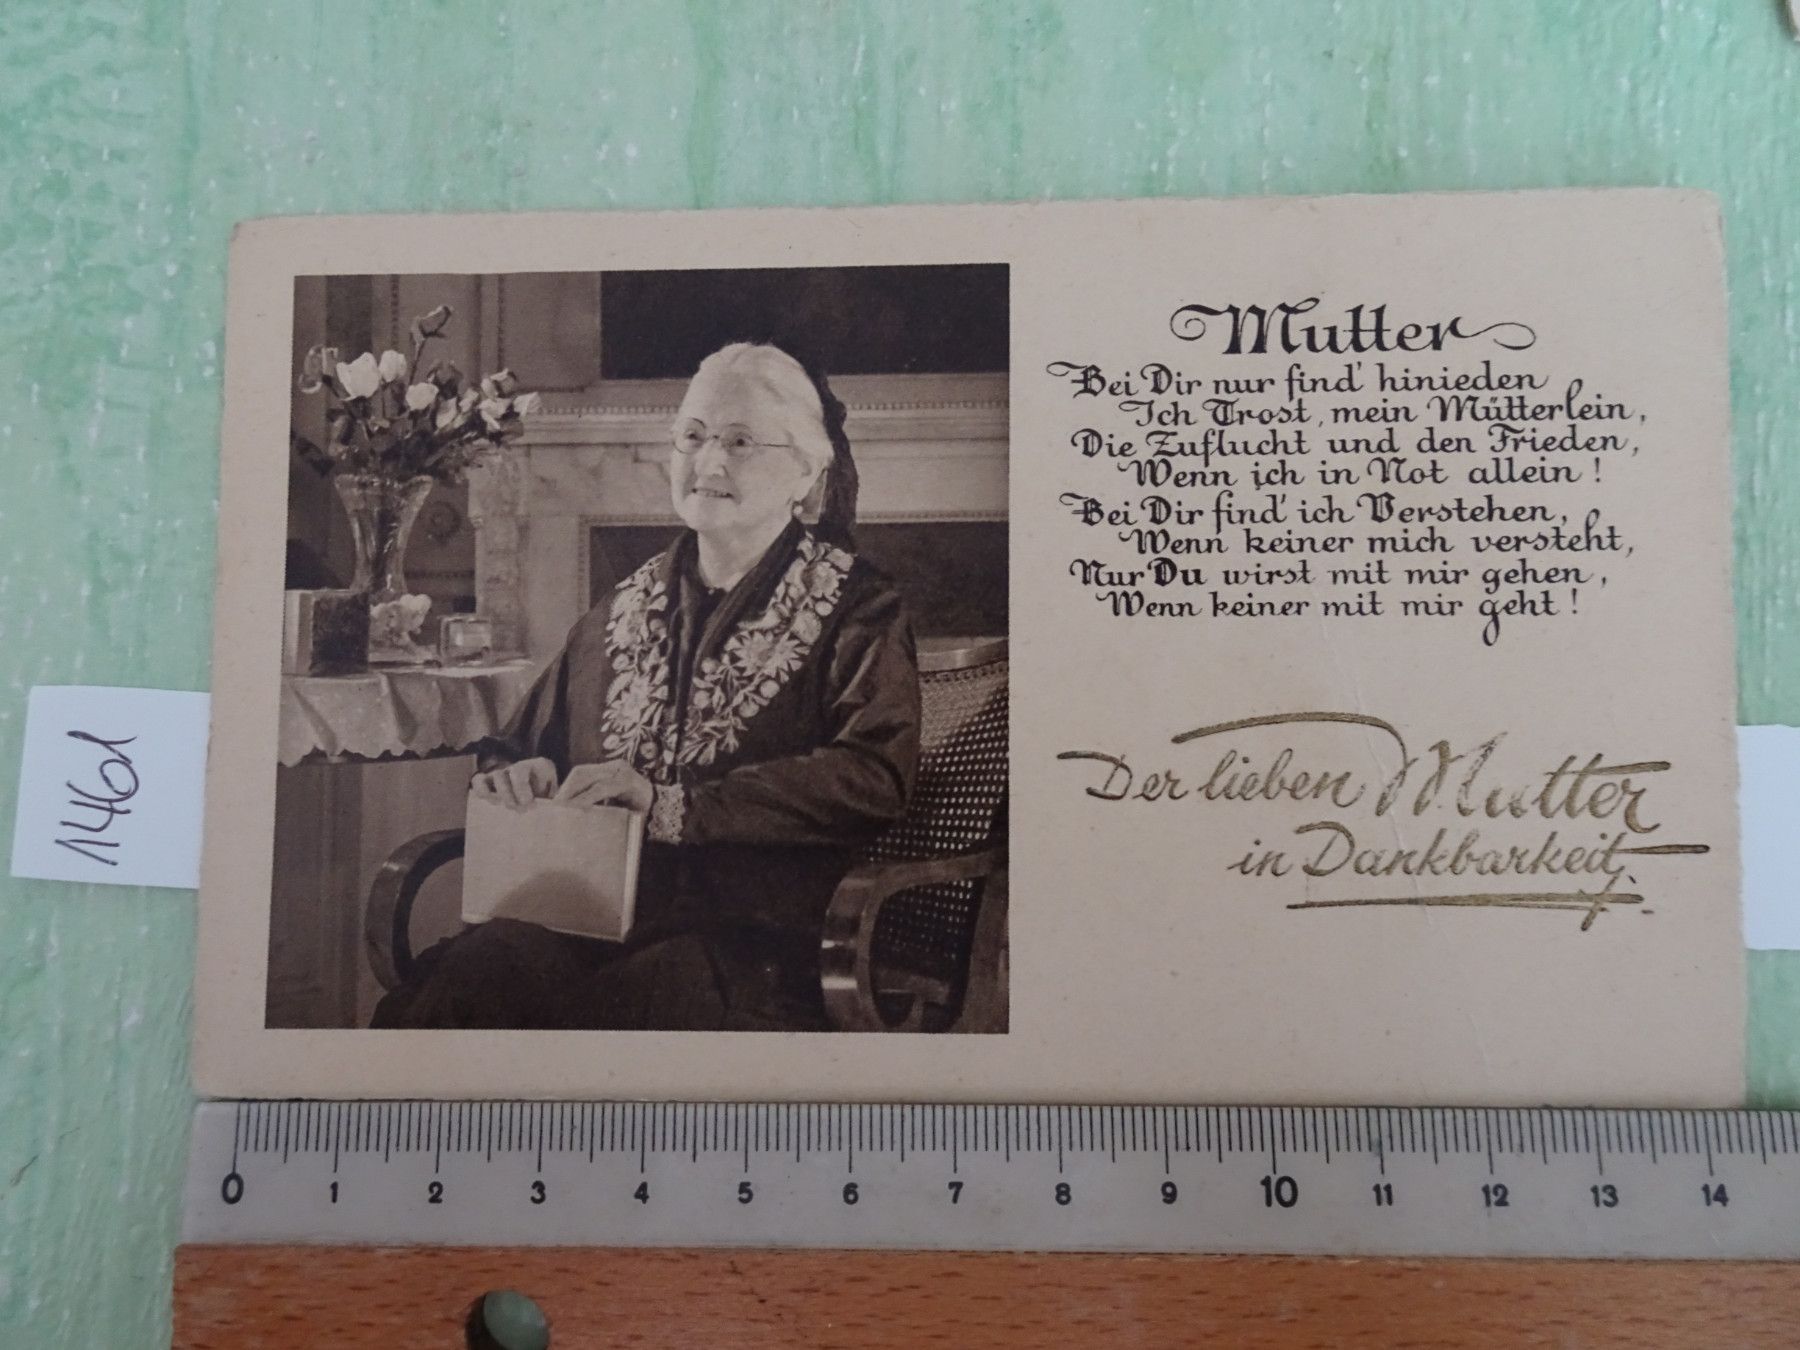 Mutter
Bei Dir nur find' hinieden
Ich Trost, mein Mütterlein,
Die Zuflucht und den Frieden,
Wenn ich in Not allein!
Bei Dir find' ich Verstehen,
Wenn keiner mich versteht,
Nur Du wirst mit mir gehen,
Wenn keiner mit mir geht!
Der lieben Mutter
in Dankbarkeit.
146d
0 1 2 3 4 5 6 7 8 9 10 11 12 13 14